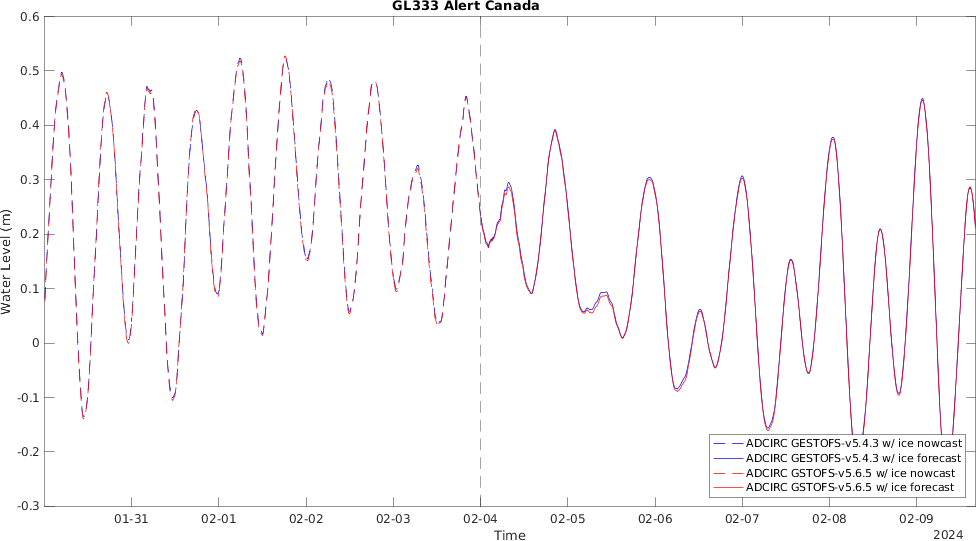 GL333 Alert Canada
0.6
0.5
0.4
0.3
0.2
0.1
0
-0.1
-0.2
-0.3
Water Level (m)
ADCIRC GESTOFS-v5.4.3 w/ ice nowcast
ADCIRC GESTOFS-v5.4.3 w/ ice forecast
ADCIRC GSTOFS-v5.6.5 w/ ice nowcast
ADCIRC GSTOFS-v5.6.5 w/ ice forecast
01-31 02-01 02-02 02-03 02-04 02-05 02-06 02-07 02-08 02-09
Time
2024